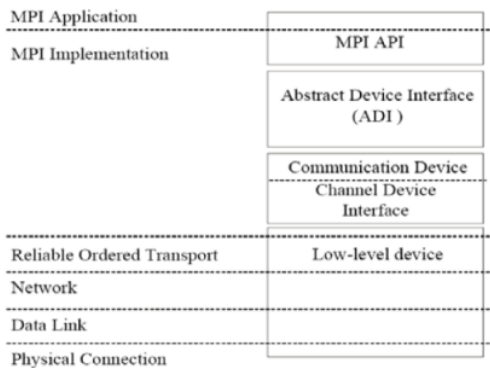 MPI Application
MPI API
MPI Implementation
Abstract Device Interface
(ADI )
Communication Device
Channel Device
Interface
Reliable Ordered Transport
Low-level device
Network
Data Link
Physical Connection